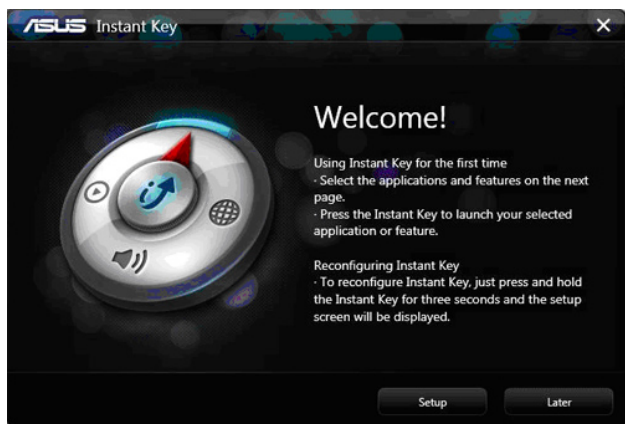 ASUS Instant Key
Welcome!
Using Instant Key for the first time
· Select the applications and features on the next
page.
· Press the Instant Key to launch your selected
application or feature.
Reconfiguring Instant Key
· To reconfigure Instant Key, just press and hold
the Instant Key for three seconds and the setup
screen will be displayed.
Setup Later